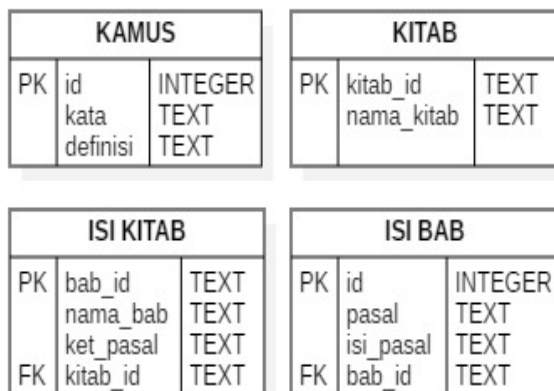 KAMUS
PK id INTEGER
kata TEXT
definisi TEXT
KITAB
PK kitab_id TEXT
nama_kitab TEXT
ISI KITAB
PK bab_id TEXT
nama_bab TEXT
ket_pasal TEXT
FK kitab_id TEXT
ISI BAB
PK id INTEGER
pasal TEXT
isi_pasal TEXT
FK bab_id TEXT